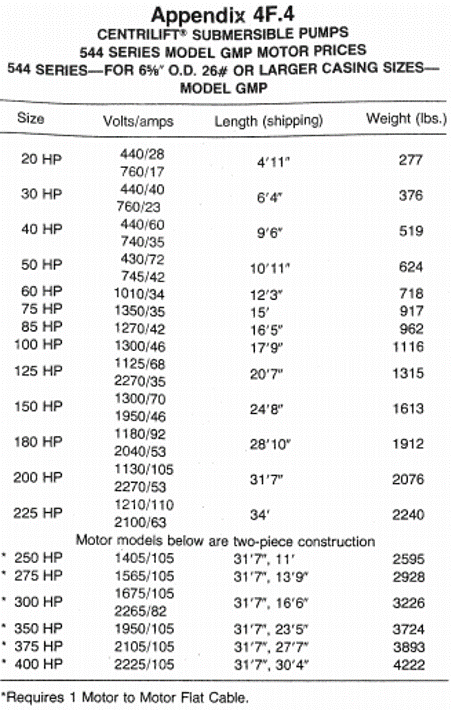 Appendix 4F.4
CENTRILIFT® SUBMERSIBLE PUMPS
544 SERIES MODEL GMP MOTOR PRICES
544 SERIES—FOR 6⅝″ O.D. 26# OR LARGER CASING SIZES—
MODEL GMP
Size Volts/amps Length (shipping) Weight (lbs.)
20 HP 440/28 4′11″ 277
760/17
30 HP 440/40 6′4″ 376
760/23
40 HP 440/60 9′6″ 519
740/35
50 HP 430/72 10′11″ 624
745/42
60 HP 1010/34 12′3″ 718
75 HP 1350/35 15′ 917
85 HP 1270/42 16′5″ 962
100 HP 1300/46 17′9″ 1116
125 HP 1125/68 20′7″ 1315
2270/35
150 HP 1300/70 24′8″ 1613
1950/46
180 HP 1180/92 28′10″ 1912
2040/53
200 HP 1130/105 31′7″ 2076
2270/53
225 HP 1210/110 34′ 2240
2100/63
Motor models below are two-piece construction
* 250 HP 1405/105 31′7″, 11′ 2595
* 275 HP 1565/105 31′7″, 13′9″ 2928
* 300 HP 1675/105 31′7″, 16′6″ 3226
2265/82
* 350 HP 1950/105 31′7″, 23′5″ 3724
* 375 HP 2105/105 31′7″, 27′7″ 3893
* 400 HP 2225/105 31′7″, 30′4″ 4222
*Requires 1 Motor to Motor Flat Cable.